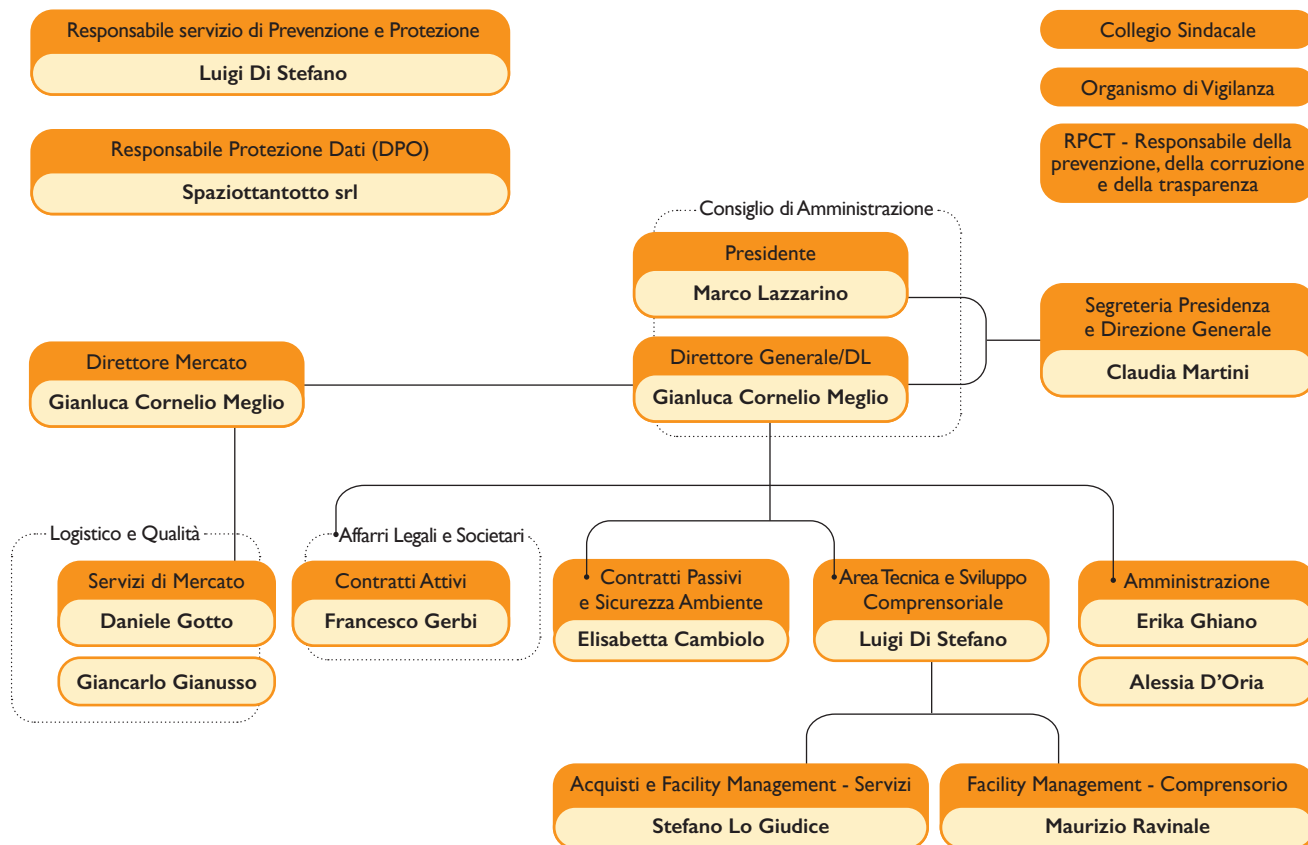 Responsabile servizio di Prevenzione e Protezione
Luigi Di Stefano
Responsabile Protezione Dati (DPO)
Spaziottantotto srl
Collegio Sindacale
Organismo di Vigilanza
RPCT - Responsabile della
prevenzione, della corruzione
e della trasparenza
Consiglio di Amministrazione
Presidente
Marco Lazzarino
Segreteria Presidenza
e Direzione Generale
Claudia Martini
Direttore Mercato
Gianluca Cornelio Meglio
Direttore Generale/DL
Gianluca Cornelio Meglio
Logistico e Qualità
Servizi di Mercato
Daniele Gotto
Giancarlo Gianusso
Affarri Legali e Societari
Contratti Attivi
Francesco Gerbi
Contratti Passivi
e Sicurezza Ambiente
Elisabetta Cambiolo
Area Tecnica e Sviluppo
Comprensoriale
Luigi Di Stefano
Amministrazione
Erika Ghiano
Alessia D'Oria
Acquisti e Facility Management - Servizi
Stefano Lo Giudice
Facility Management - Comprensorio
Maurizio Ravinale